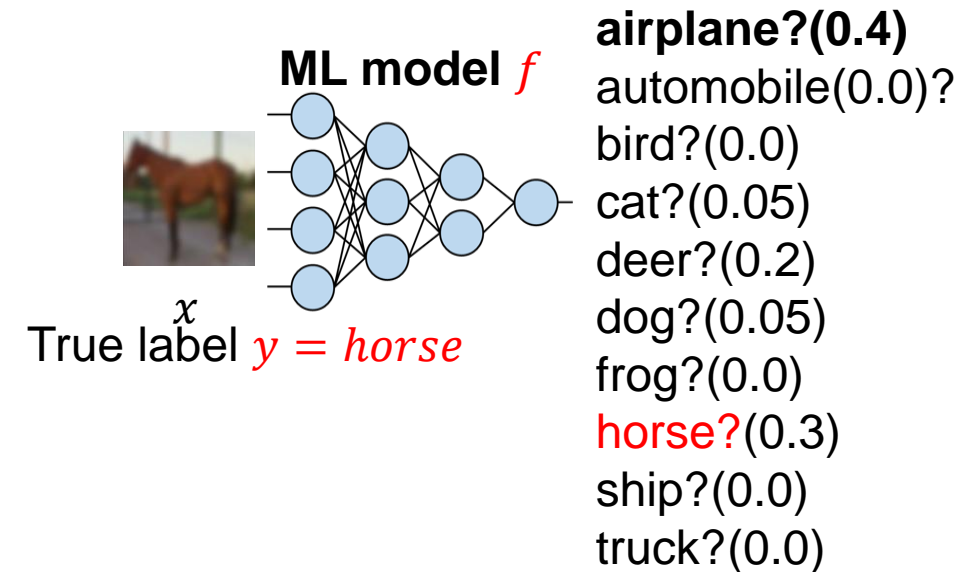 ML model f
x
True label y = horse
airplane?(0.4)
automobile(0.0)?
bird?(0.0)
cat?(0.05)
deer?(0.2)
dog?(0.05)
frog?(0.0)
horse?(0.3)
ship?(0.0)
truck?(0.0)